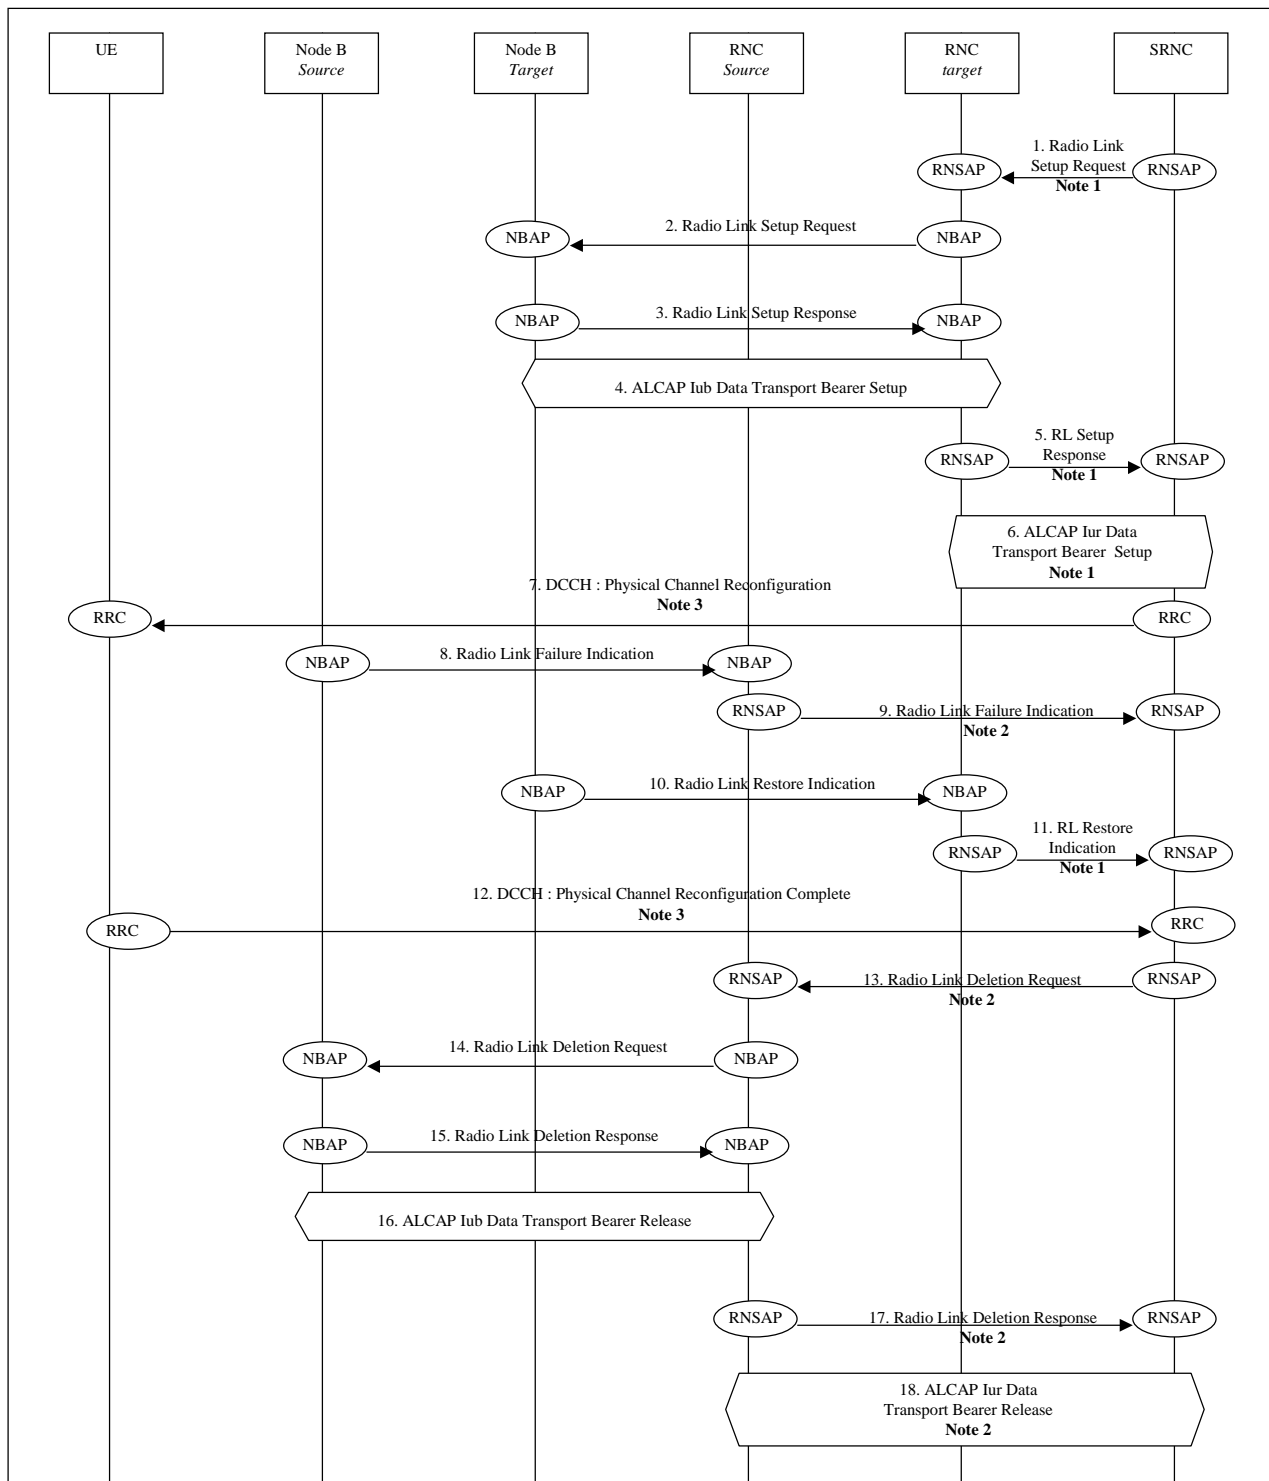 UE
Node B
Source
Node B
Target
RNC
Source
RNC
target
SRNC
1. Radio Link
Setup Request
Note 1
RNSAP
RNSAP
NBAP
2. Radio Link Setup Request
NBAP
NBAP
3. Radio Link Setup Response
NBAP
4. ALCAP Iub Data Transport Bearer Setup
RNSAP
5. RL Setup
Response
Note 1
RNSAP
6. ALCAP Iur Data
Transport Bearer Setup
Note 1
7. DCCH : Physical Channel Reconfiguration
Note 3
RRC
RRC
NBAP
8. Radio Link Failure Indication
NBAP
RNSAP
9. Radio Link Failure Indication
Note 2
RNSAP
NBAP
10. Radio Link Restore Indication
NBAP
RNSAP
11. RL Restore
Indication
Note 1
RNSAP
12. DCCH : Physical Channel Reconfiguration Complete
Note 3
RRC
RRC
RNSAP
13. Radio Link Deletion Request
Note 2
RNSAP
NBAP
14. Radio Link Deletion Request
NBAP
NBAP
15. Radio Link Deletion Response
NBAP
16. ALCAP Iub Data Transport Bearer Release
RNSAP
17. Radio Link Deletion Response
Note 2
RNSAP
18. ALCAP Iur Data
Transport Bearer Release
Note 2